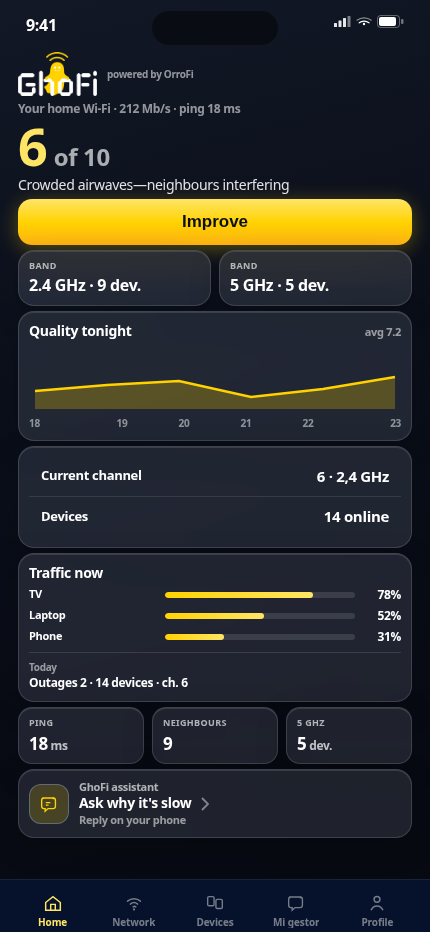 9:41
GhoFi powered by OrroFi
Your home Wi-Fi · 212 Mb/s · ping 18 ms
6 of 10
Crowded airwaves—neighbours interfering
Improve
BAND
2.4 GHz · 9 dev.
BAND
5 GHz · 5 dev.
Quality tonight avg 7.2
18 19 20 21 22 23
Current channel 6 · 2,4 GHz
Devices 14 online
Traffic now
TV 78%
Laptop 52%
Phone 31%
Today
Outages 2 · 14 devices · ch. 6
PING
18 ms
NEIGHBOURS
9
5 GHZ
5 dev.
GhoFi assistant
Ask why it's slow
Reply on your phone
Home Network Devices Mi gestor Profile